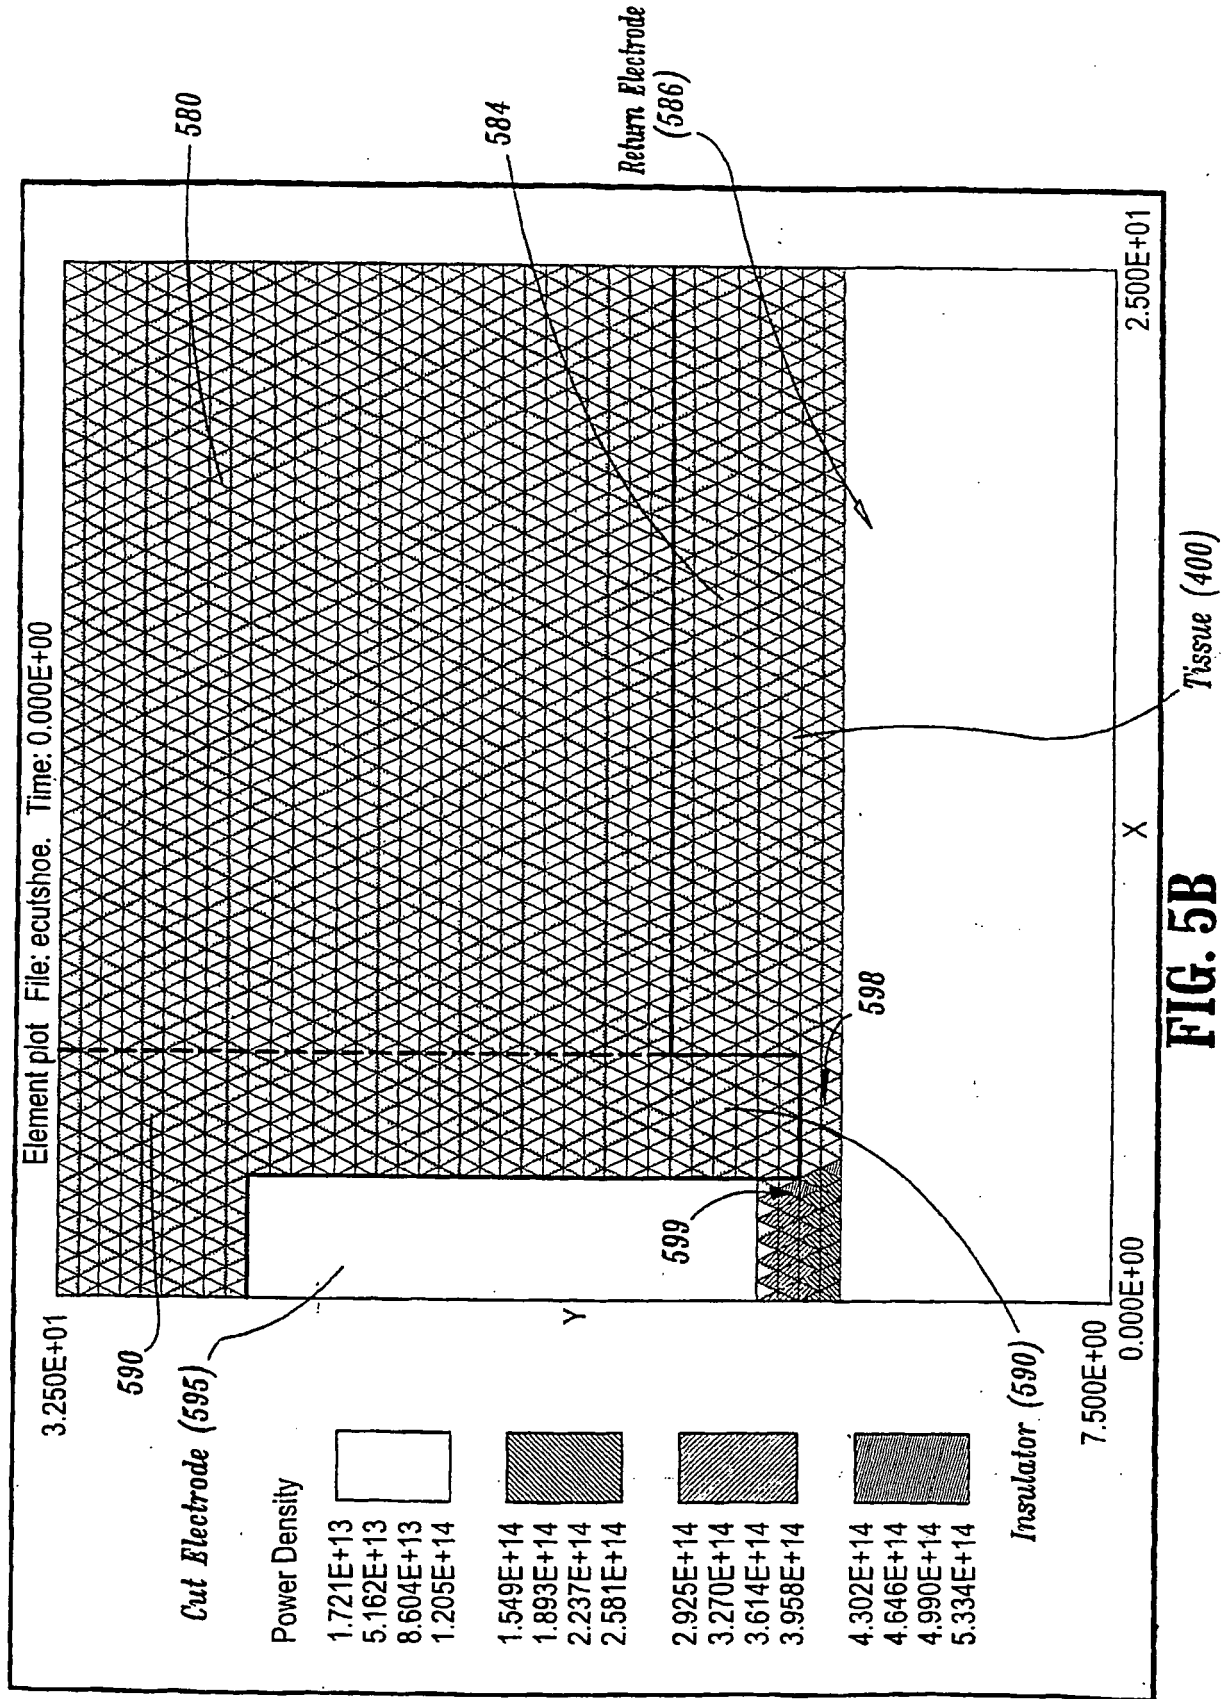 Element plot File: ecutshoe. Time: 0.000E+00
3.250E+01
590
Cut Electrode (595)
580
584
Return Electrode
(586)
Power Density
1.721E+13
5.162E+13
8.604E+13
1.205E+14
1.549E+14
1.893E+14
2.237E+14
2.581E+14
2.925E+14
3.270E+14
3.614E+14
3.958E+14
4.302E+14
4.646E+14
4.990E+14
5.334E+14
Y
599
598
Insulator (590)
7.500E+00
0.000E+00
X
2.500E+01
Tissue (400)
FIG. 5B